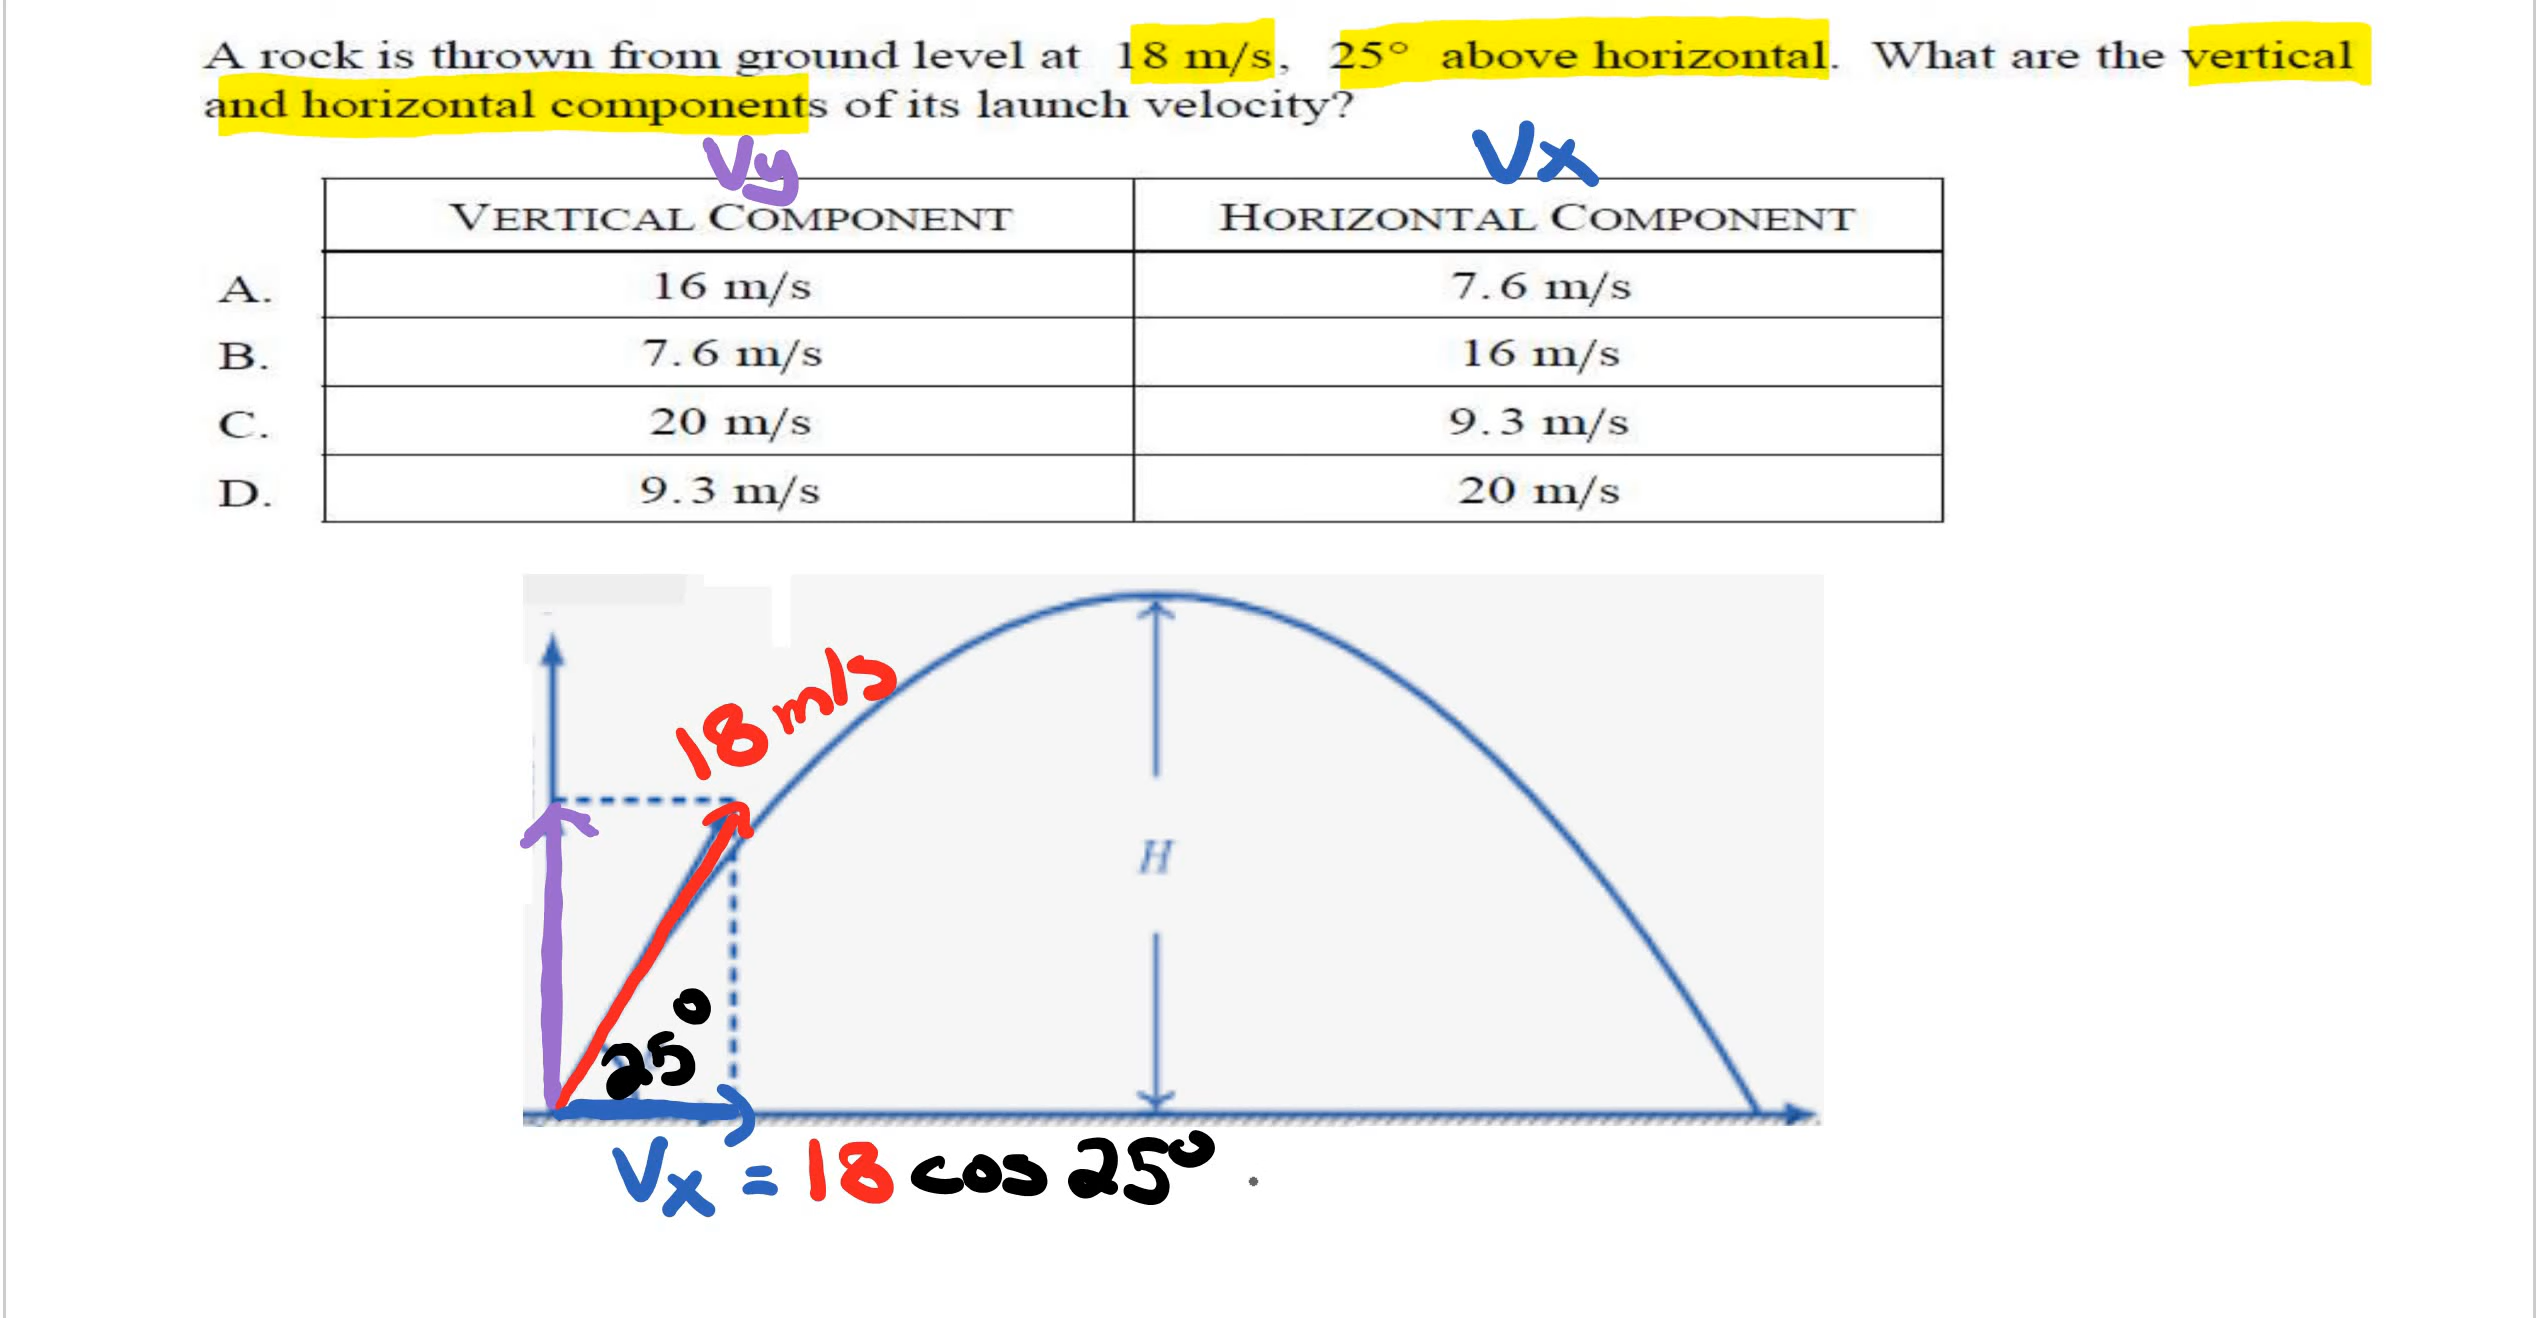 A rock is thrown from ground level at 18 m/s, 25° above horizontal. What are the vertical
and horizontal components of its launch velocity?
Vy Vx
VERTICAL COMPONENT HORIZONTAL COMPONENT
A. 16 m/s 7.6 m/s
B. 7.6 m/s 16 m/s
C. 20 m/s 9.3 m/s
D. 9.3 m/s 20 m/s
18 m/s
H
25°
Vx = 18 cos 25°